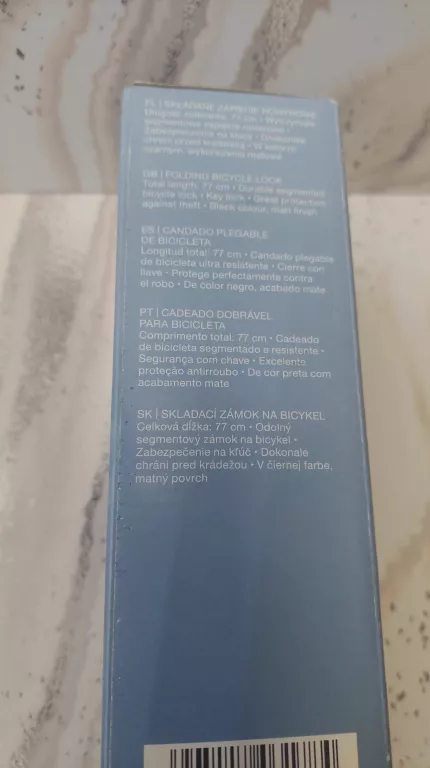 PL | SKŁADANE ZAPIĘCIE ROWEROWE
Długość całkowita: 77 cm • Wytrzymałe
segmentowe zapięcie rowerowe •
Zabezpieczenie na klucz • Doskonale
chroni przed kradzieżą • W kolorze
czarnym, wykończenie matowe
GB | FOLDING BICYCLE LOCK
Total length: 77 cm • Durable segmented
bicycle lock • Key lock • Great protection
against theft • Black colour, matt finish
ES | CANDADO PLEGABLE
DE BICICLETA
Longitud total: 77 cm • Candado plegable
de bicicleta ultra resistente • Cierre con
llave • Protege perfectamente contra
el robo • De color negro, acabado mate
PT | CADEADO DOBRÁVEL
PARA BICICLETA
Comprimento total: 77 cm • Cadeado
de bicicleta segmentado e resistente •
Segurança com chave • Excelente
proteção antirroubo • De cor preta com
acabamento mate
SK | SKLADACÍ ZÁMOK NA BICYKEL
Celková dĺžka: 77 cm • Odolný
segmentový zámok na bicykel •
Zabezpečenie na kľúč • Dokonale
chráni pred krádežou • V čiernej farbe,
matný povrch